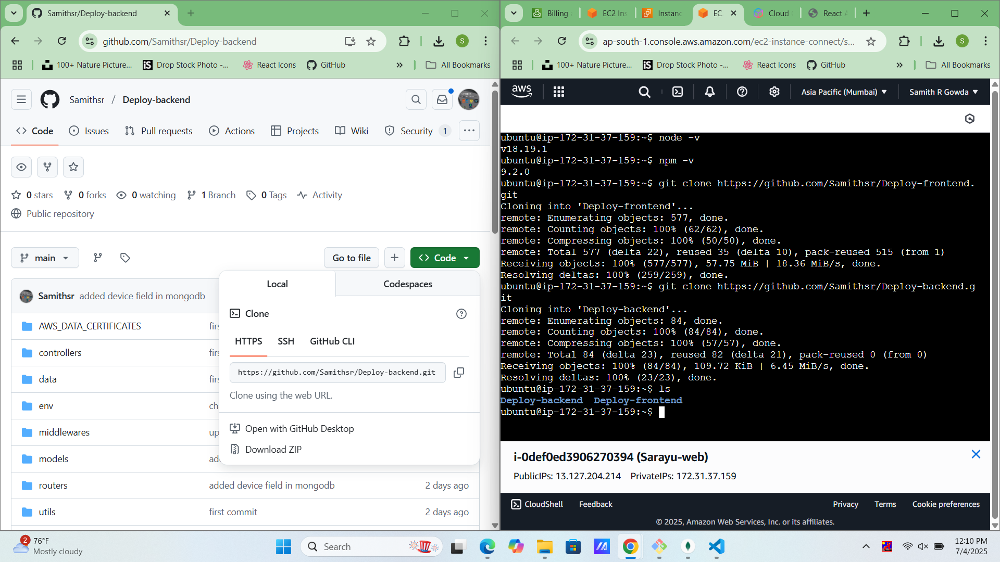 Samithsr/Deploy-backend
github.com/Samithsr/Deploy-backend
S
100+ Nature Picture...
iS
Drop Stock Photo -...
React Icons
GitHub
»
All Bookmarks
Samithsr / Deploy-backend
Code
Issues
Pull requests
Actions
Projects
Wiki
Security 1
0 stars
0 forks
0 watching
1 Branch
0 Tags
Activity
Public repository
main
Go to file
Code
Samithsr added device field in mongodb
AWS_DATA_CERTIFICATES
firs
controllers
firs
data
firs
env
cha
middlewares
up
models
ad
routers
added device field in mongodb
2 days ago
utils
first commit
2 days ago
Local
Codespaces
Clone
HTTPS
SSH
GitHub CLI
https://github.com/Samithsr/Deploy-backend.git
Clone using the web URL.
Open with GitHub Desktop
Download ZIP
Billing a
EC2 Ins
Instanc
EC
Cloud
React A
ap-south-1.console.aws.amazon.com/ec2-instance-connect/s...
S
100+ Nature Picture...
iS
Drop Stock Photo -...
React Icons
GitHub
»
All Bookmarks
aws
Asia Pacific (Mumbai)
Samith R Gowda
ubuntu@ip-172-31-37-159:~$ node -v
v18.19.1
ubuntu@ip-172-31-37-159:~$ npm -v
9.2.0
ubuntu@ip-172-31-37-159:~$ git clone https://github.com/Samithsr/Deploy-frontend.
git
Cloning into 'Deploy-frontend'...
remote: Enumerating objects: 577, done.
remote: Counting objects: 100% (62/62), done.
remote: Compressing objects: 100% (50/50), done.
remote: Total 577 (delta 22), reused 35 (delta 10), pack-reused 515 (from 1)
Receiving objects: 100% (577/577), 57.75 MiB | 18.36 MiB/s, done.
Resolving deltas: 100% (259/259), done.
ubuntu@ip-172-31-37-159:~$ git clone https://github.com/Samithsr/Deploy-backend.g
it
Cloning into 'Deploy-backend'...
remote: Enumerating objects: 84, done.
remote: Counting objects: 100% (84/84), done.
remote: Compressing objects: 100% (57/57), done.
remote: Total 84 (delta 23), reused 82 (delta 21), pack-reused 0 (from 0)
Receiving objects: 100% (84/84), 109.72 KiB | 6.45 MiB/s, done.
Resolving deltas: 100% (23/23), done.
ubuntu@ip-172-31-37-159:~$ ls
Deploy-backend  Deploy-frontend
ubuntu@ip-172-31-37-159:~$
i-0def0ed3906270394 (Sarayu-web)
PublicIPs: 13.127.204.214 PrivateIPs: 172.31.37.159
CloudShell
Feedback
Privacy
Terms
Cookie preferences
© 2025, Amazon Web Services, Inc. or its affiliates.
2
76°F
Mostly cloudy
Search
12:10 PM
7/4/2025